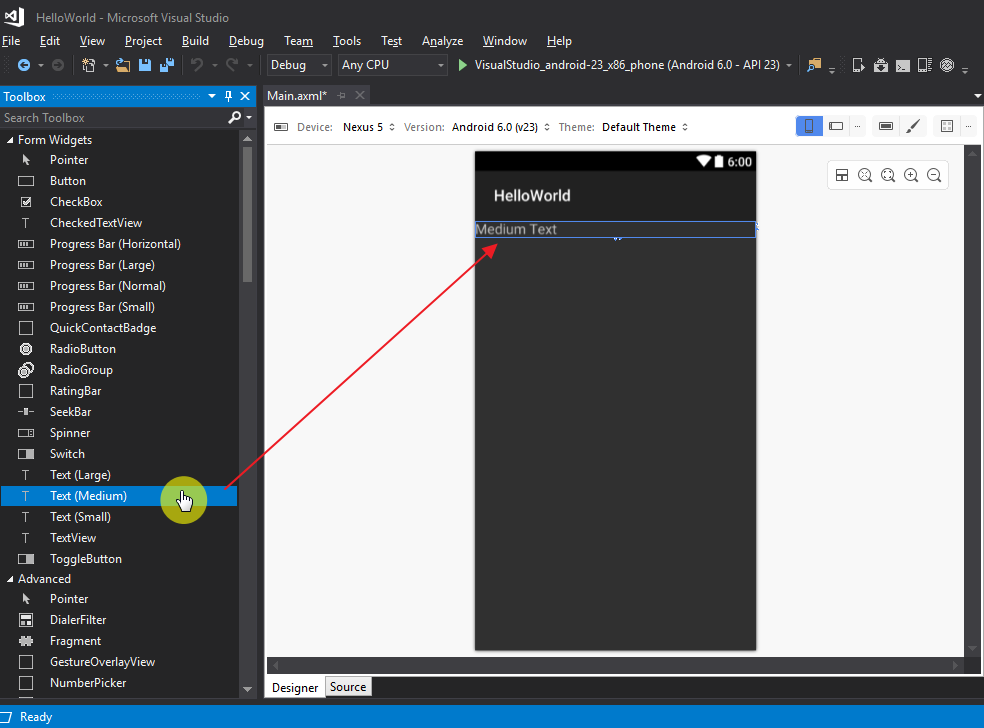 HelloWorld - Microsoft Visual Studio
File Edit View Project Build Debug Team Tools Test Analyze Window Help
Debug Any CPU VisualStudio_android-23_x86_phone (Android 6.0 - API 23)
Toolbox
Search Toolbox
Form Widgets
Pointer
Button
CheckBox
CheckedTextView
Progress Bar (Horizontal)
Progress Bar (Large)
Progress Bar (Normal)
Progress Bar (Small)
QuickContactBadge
RadioButton
RadioGroup
RatingBar
SeekBar
Spinner
Switch
Text (Large)
Text (Medium)
Text (Small)
TextView
ToggleButton
Advanced
Pointer
DialerFilter
Fragment
GestureOverlayView
NumberPicker
Main.axml*
Device: Nexus 5 Version: Android 6.0 (v23) Theme: Default Theme
6:00
HelloWorld
Medium Text
Designer Source
Ready